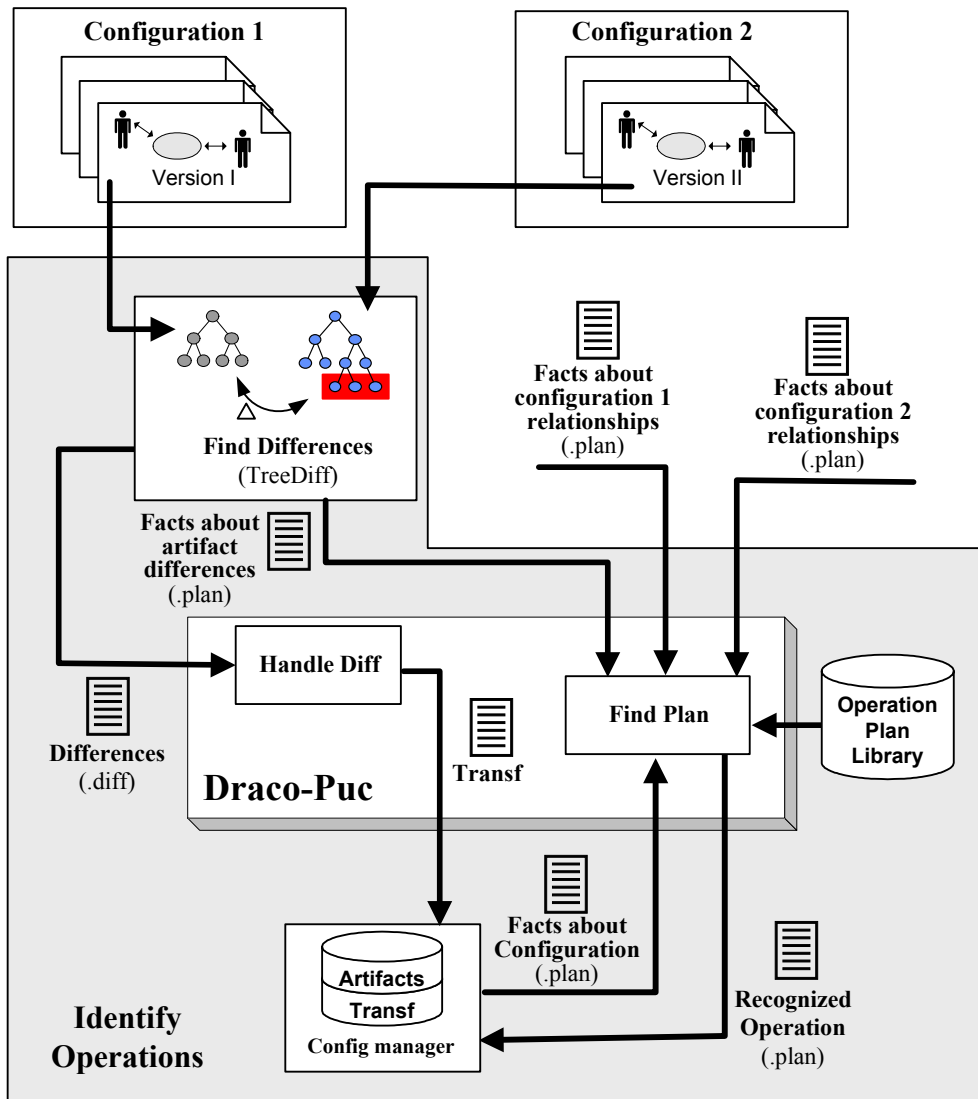 Configuration 1
Version I
Configuration 2
Version II
Find Differences
(TreeDiff)
Facts about
configuration 1
relationships
(.plan)
Facts about
configuration 2
relationships
(.plan)
Facts about
artifact
differences
(.plan)
Handle Diff
Find Plan
Operation
Plan
Library
Differences
(.diff)
Transf
Draco-Puc
Facts about
Configuration
(.plan)
Artifacts
Transf
Config manager
Recognized
Operation
(.plan)
Identify
Operations